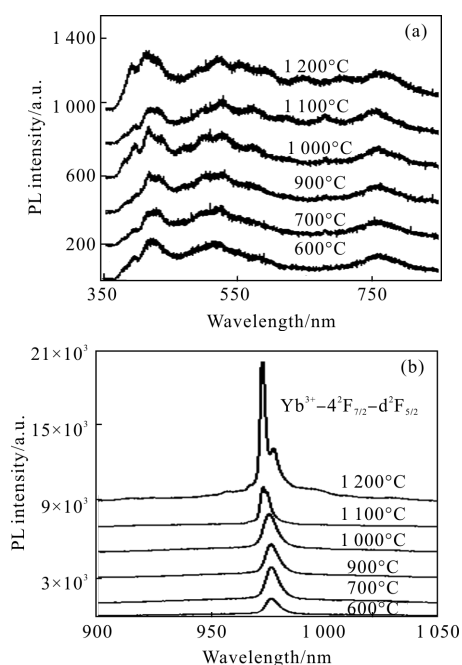 (a)
1 400
1 000
600
200
PL intensity/a.u.
1 200°C
1 100°C
1 000°C
900°C
700°C
600°C
350 550 750
Wavelength/nm
(b)
21×10³
15×10³
9×10³
3×10³
PL intensity/a.u.
Yb³⁺−4²F₇/₂−d²F₅/₂
1 200°C
1 100°C
1 000°C
900°C
700°C
600°C
900 950 1 000 1 050
Wavelength/nm